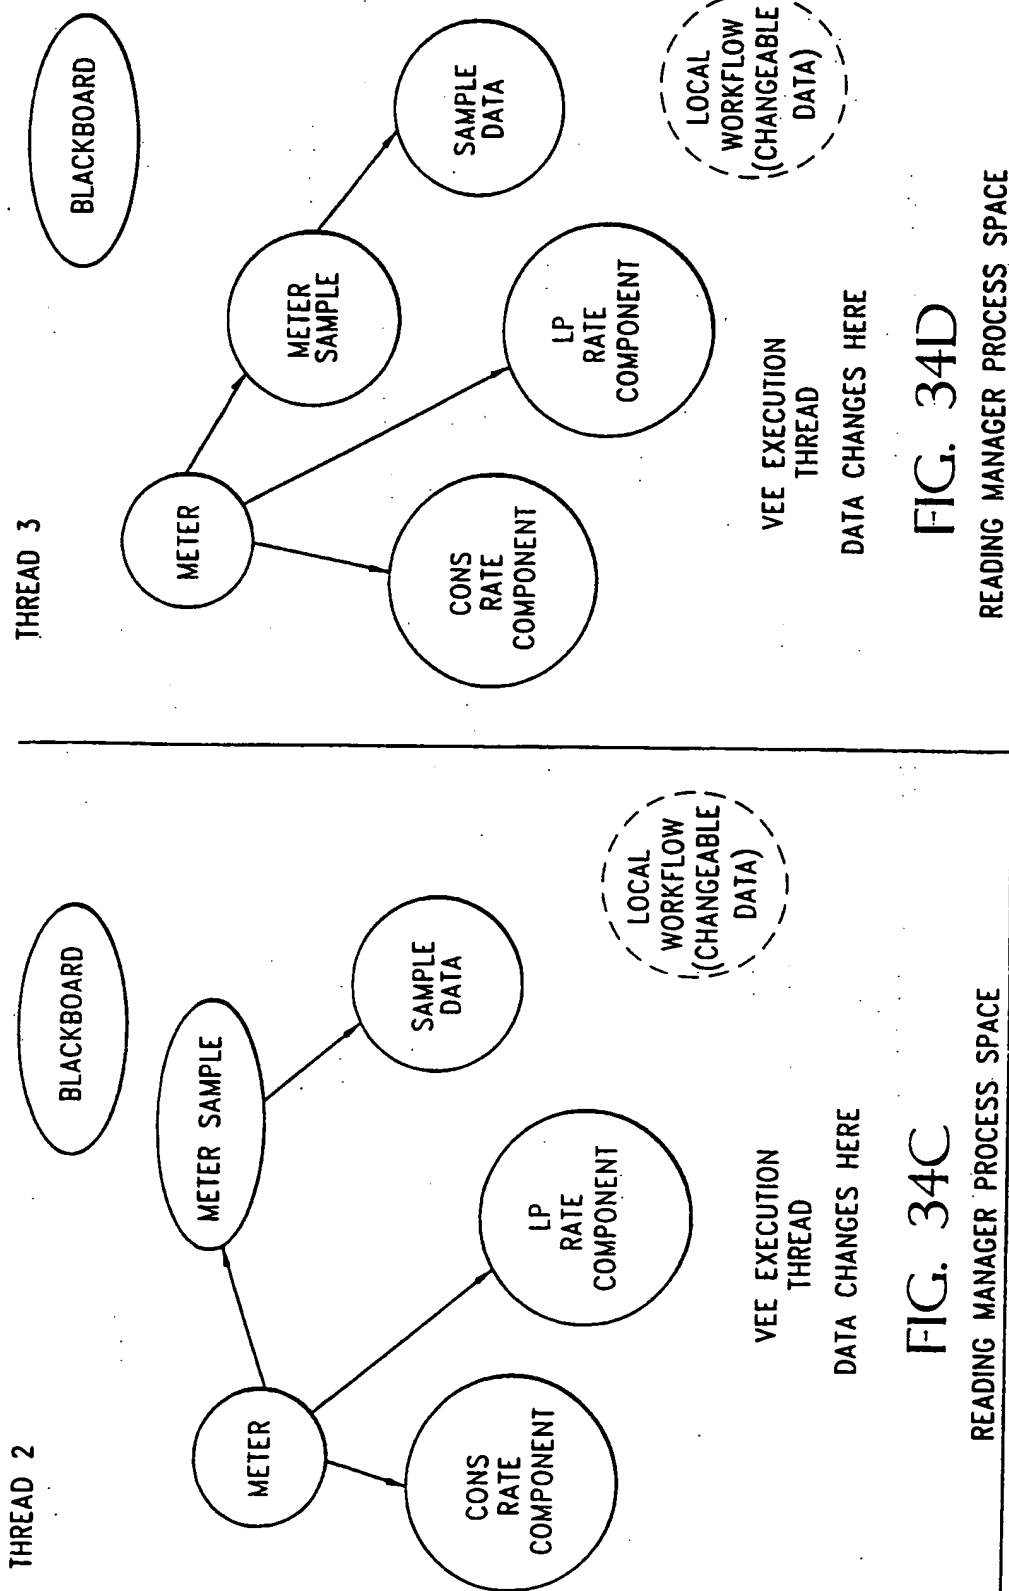 THREAD 2
BLACKBOARD
METER SAMPLE
METER
SAMPLE
DATA
CONS
RATE
COMPONENT
LP
RATE
COMPONENT
LOCAL
WORKFLOW
(CHANGEABLE
DATA)
VEE EXECUTION
THREAD
DATA CHANGES HERE
FIG. 34C
READING MANAGER PROCESS SPACE
THREAD 3
BLACKBOARD
METER
METER
SAMPLE
SAMPLE
DATA
CONS
RATE
COMPONENT
LP
RATE
COMPONENT
LOCAL
WORKFLOW
(CHANGEABLE
DATA)
VEE EXECUTION
THREAD
DATA CHANGES HERE
FIG. 34D
READING MANAGER PROCESS SPACE